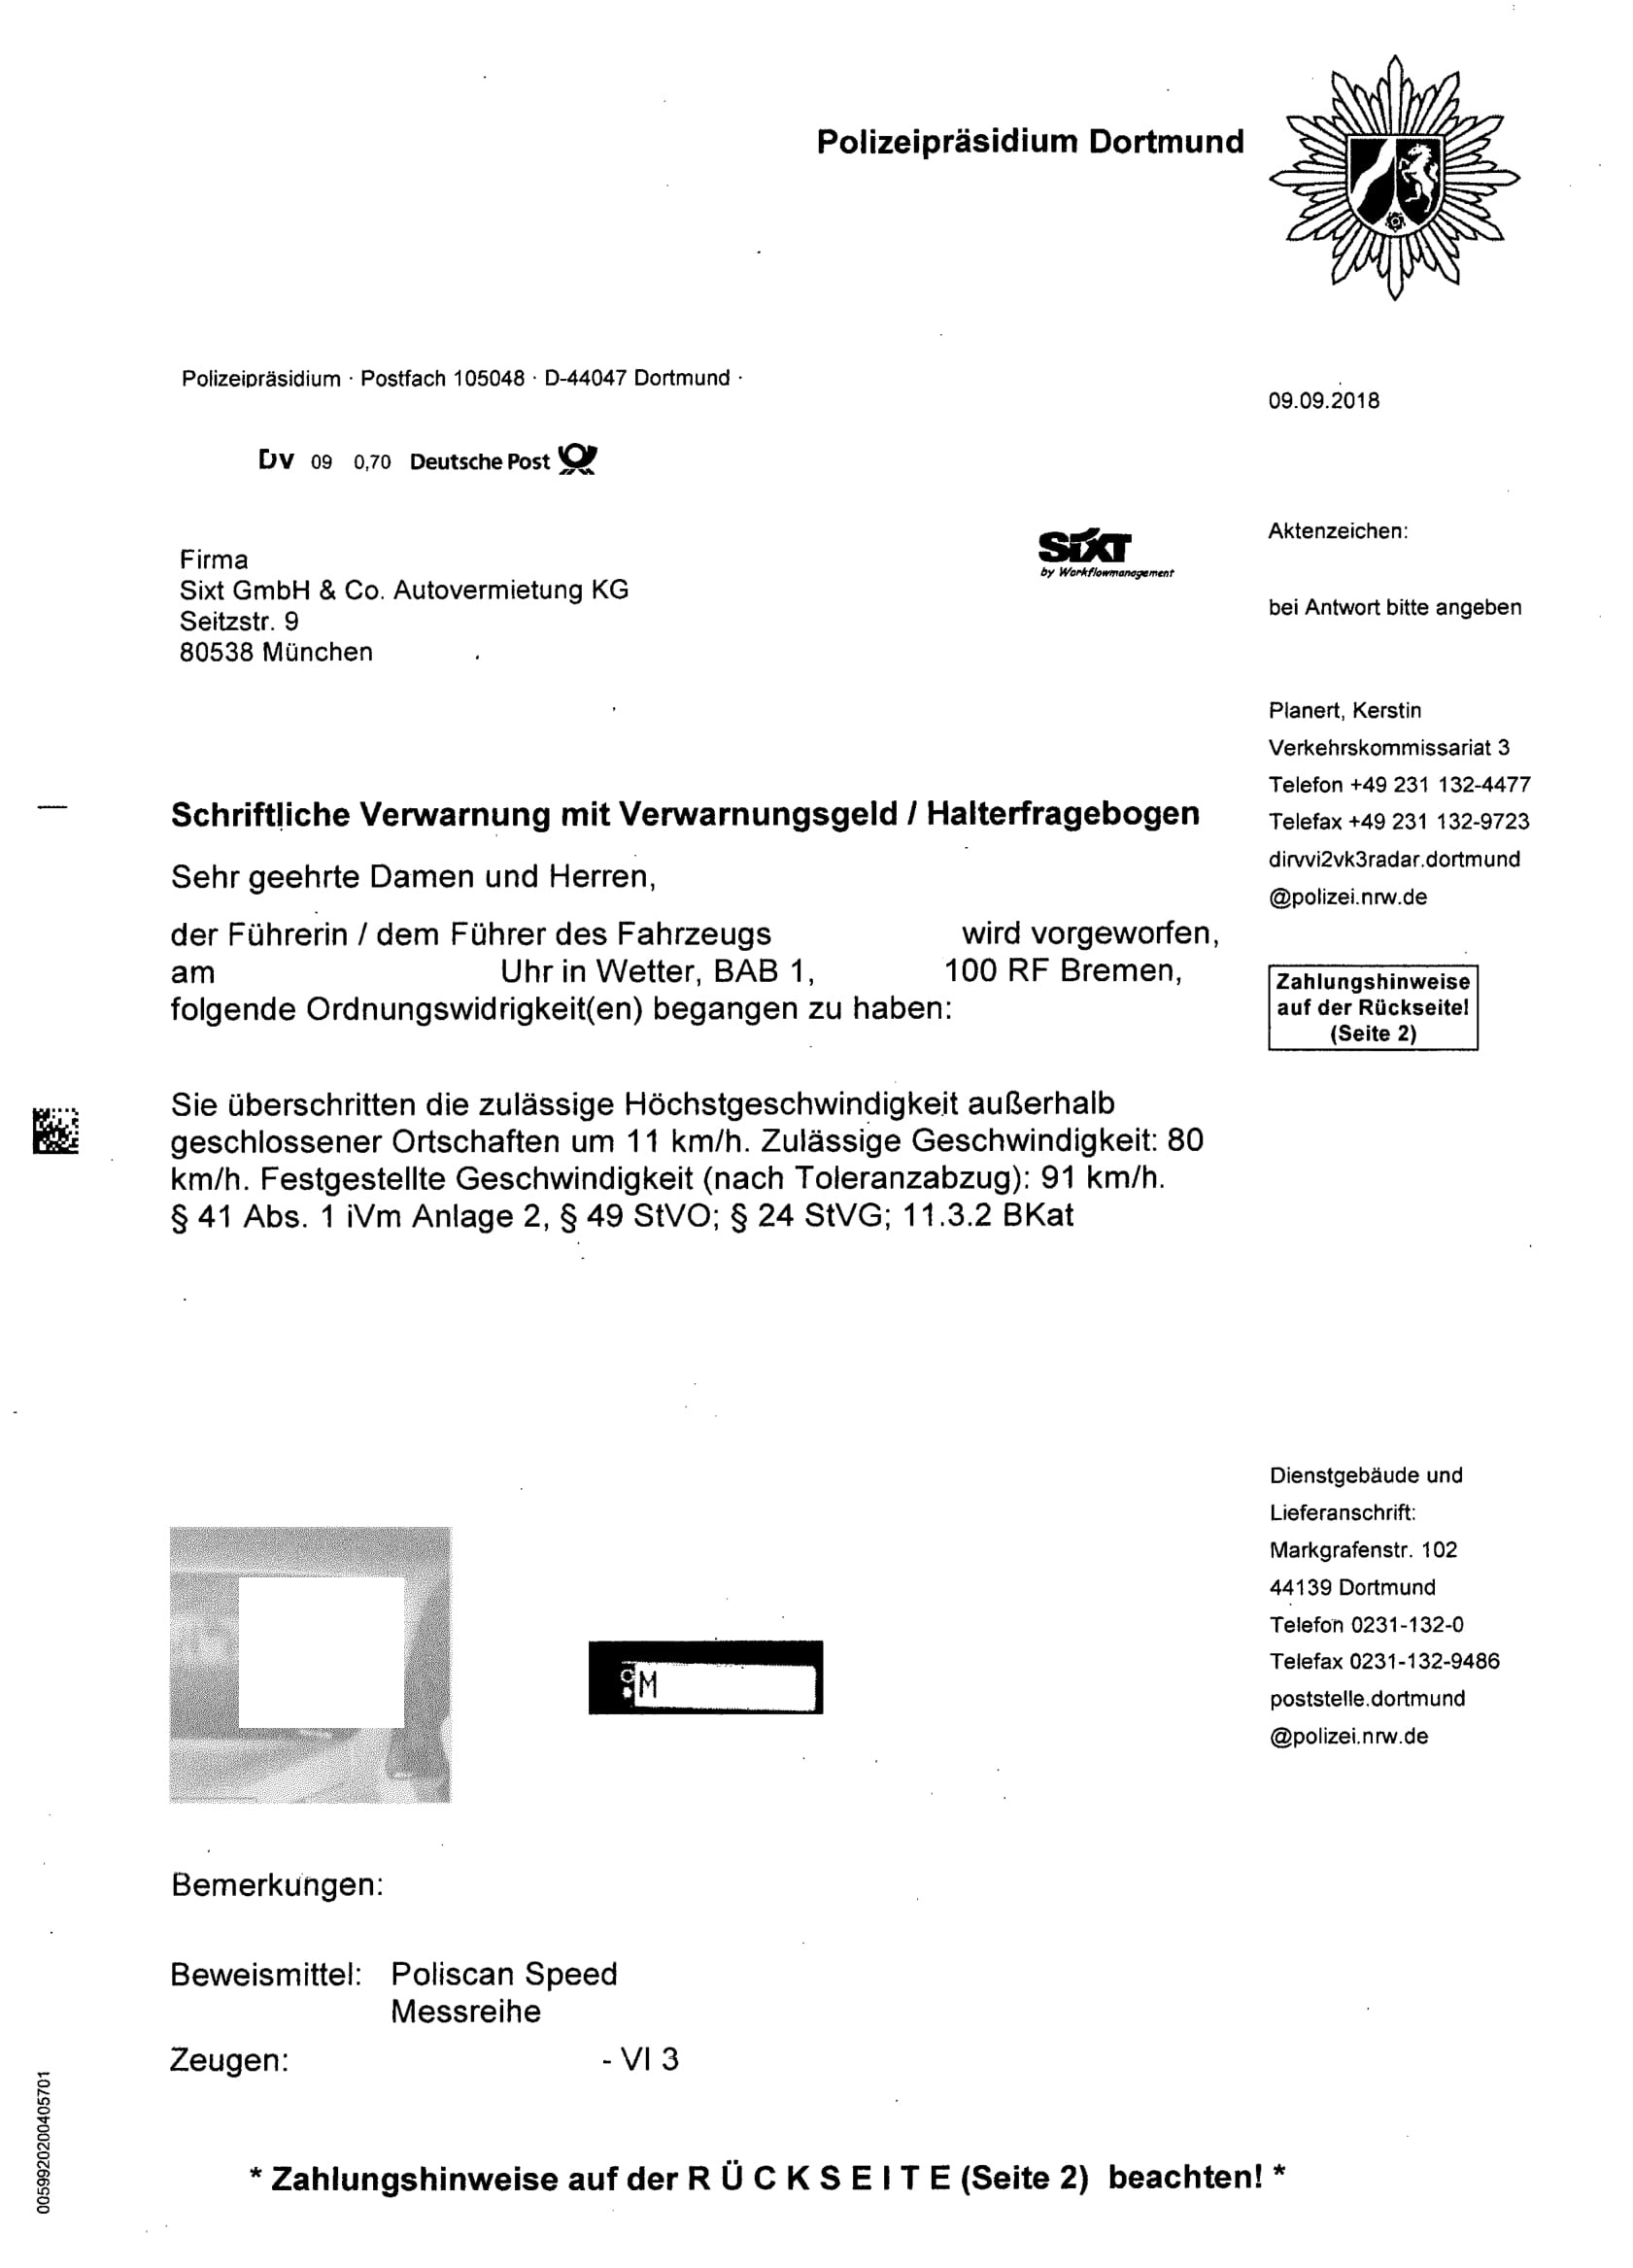 Polizeipräsidium Dortmund
Polizeipräsidium · Postfach 105048 · D-44047 Dortmund ·
09.09.2018
DV 09 0,70 Deutsche Post
Firma
Sixt GmbH & Co. Autovermietung KG
Seitzstr. 9
80538 München
SIXT
by Workflowmanagement
Aktenzeichen:
bei Antwort bitte angeben
Planert, Kerstin
Verkehrskommissariat 3
Telefon +49 231 132-4477
Telefax +49 231 132-9723
dirvvi2vk3radar.dortmund
@polizei.nrw.de
Schriftliche Verwarnung mit Verwarnungsgeld / Halterfragebogen
Sehr geehrte Damen und Herren,
der Führerin / dem Führer des Fahrzeugs wird vorgeworfen,
am Uhr in Wetter, BAB 1, 100 RF Bremen,
folgende Ordnungswidrigkeit(en) begangen zu haben:
Zahlungshinweise
auf der Rückseite!
(Seite 2)
Sie überschritten die zulässige Höchstgeschwindigkeit außerhalb
geschlossener Ortschaften um 11 km/h. Zulässige Geschwindigkeit: 80
km/h. Festgestellte Geschwindigkeit (nach Toleranzabzug): 91 km/h.
§ 41 Abs. 1 iVm Anlage 2, § 49 StVO; § 24 StVG; 11.3.2 BKat
Dienstgebäude und
Lieferanschrift:
Markgrafenstr. 102
44139 Dortmund
Telefon 0231-132-0
Telefax 0231-132-9486
poststelle.dortmund
@polizei.nrw.de
M
Bemerkungen:
Beweismittel: Poliscan Speed
Messreihe
Zeugen: - VI 3
* Zahlungshinweise auf der R Ü C K S E I T E (Seite 2) beachten! *
0059920200405701